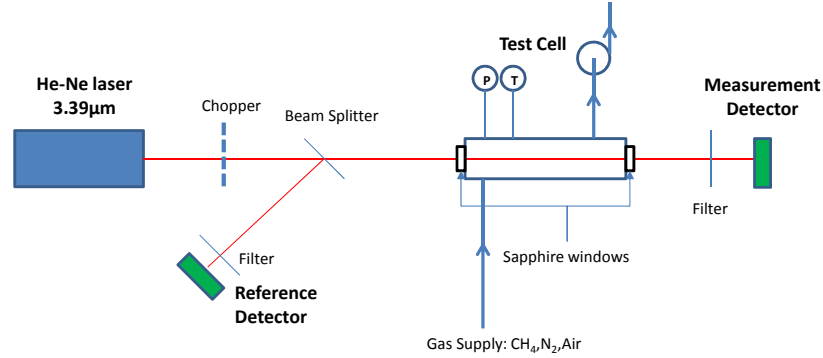 He-Ne laser
3.39µm
Chopper
Beam Splitter
Test Cell
P
T
Measurement
Detector
Filter
Sapphire windows
Filter
Reference
Detector
Gas Supply: CH₄,N₂,Air